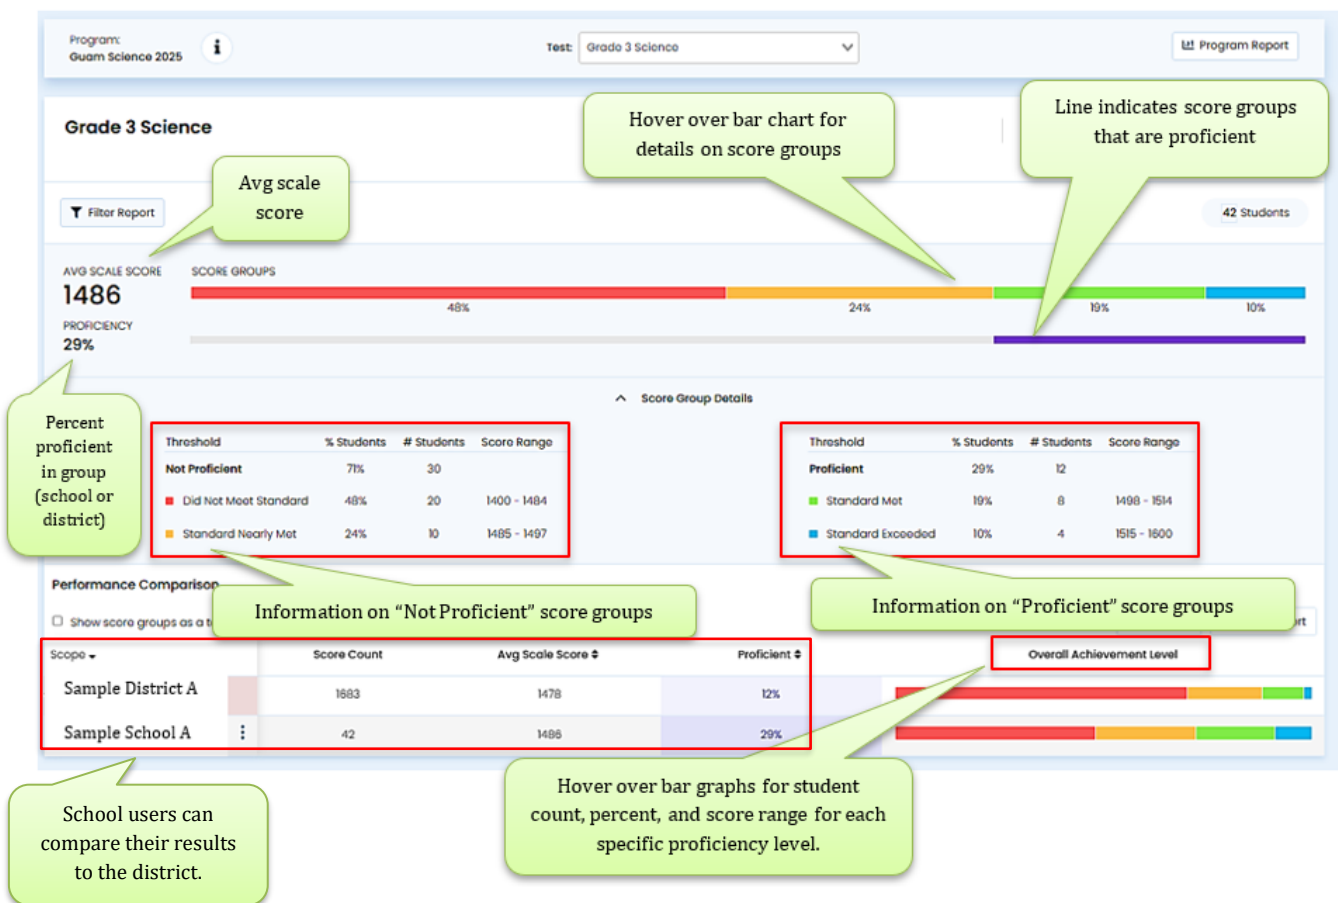 Program:
Guam Science 2025
i
Test: Grade 3 Science
Program Report
Grade 3 Science
Hover over bar chart for
details on score groups
Line indicates score groups
that are proficient
Avg scale
score
Filter Report
42 Students
AVG SCALE SCORE
1486
PROFICIENCY
29%
SCORE GROUPS
48% 24% 19% 10%
Percent
proficient
in group
(school or
district)
Score Group Details
Threshold % Students # Students Score Range
Not Proficient 71% 30
Did Not Meet Standard 48% 20 1400 - 1484
Standard Nearly Met 24% 10 1485 - 1497
Threshold % Students # Students Score Range
Proficient 29% 12
Standard Met 19% 8 1498 - 1514
Standard Exceeded 10% 4 1515 - 1600
Information on “Not Proficient” score groups
Information on “Proficient” score groups
Performance Comparison
Show score groups as a t
rt
Scope Score Count Avg Scale Score Proficient Overall Achievement Level
Sample District A 1683 1478 12%
Sample School A 42 1486 29%
School users can
compare their results
to the district.
Hover over bar graphs for student
count, percent, and score range for each
specific proficiency level.